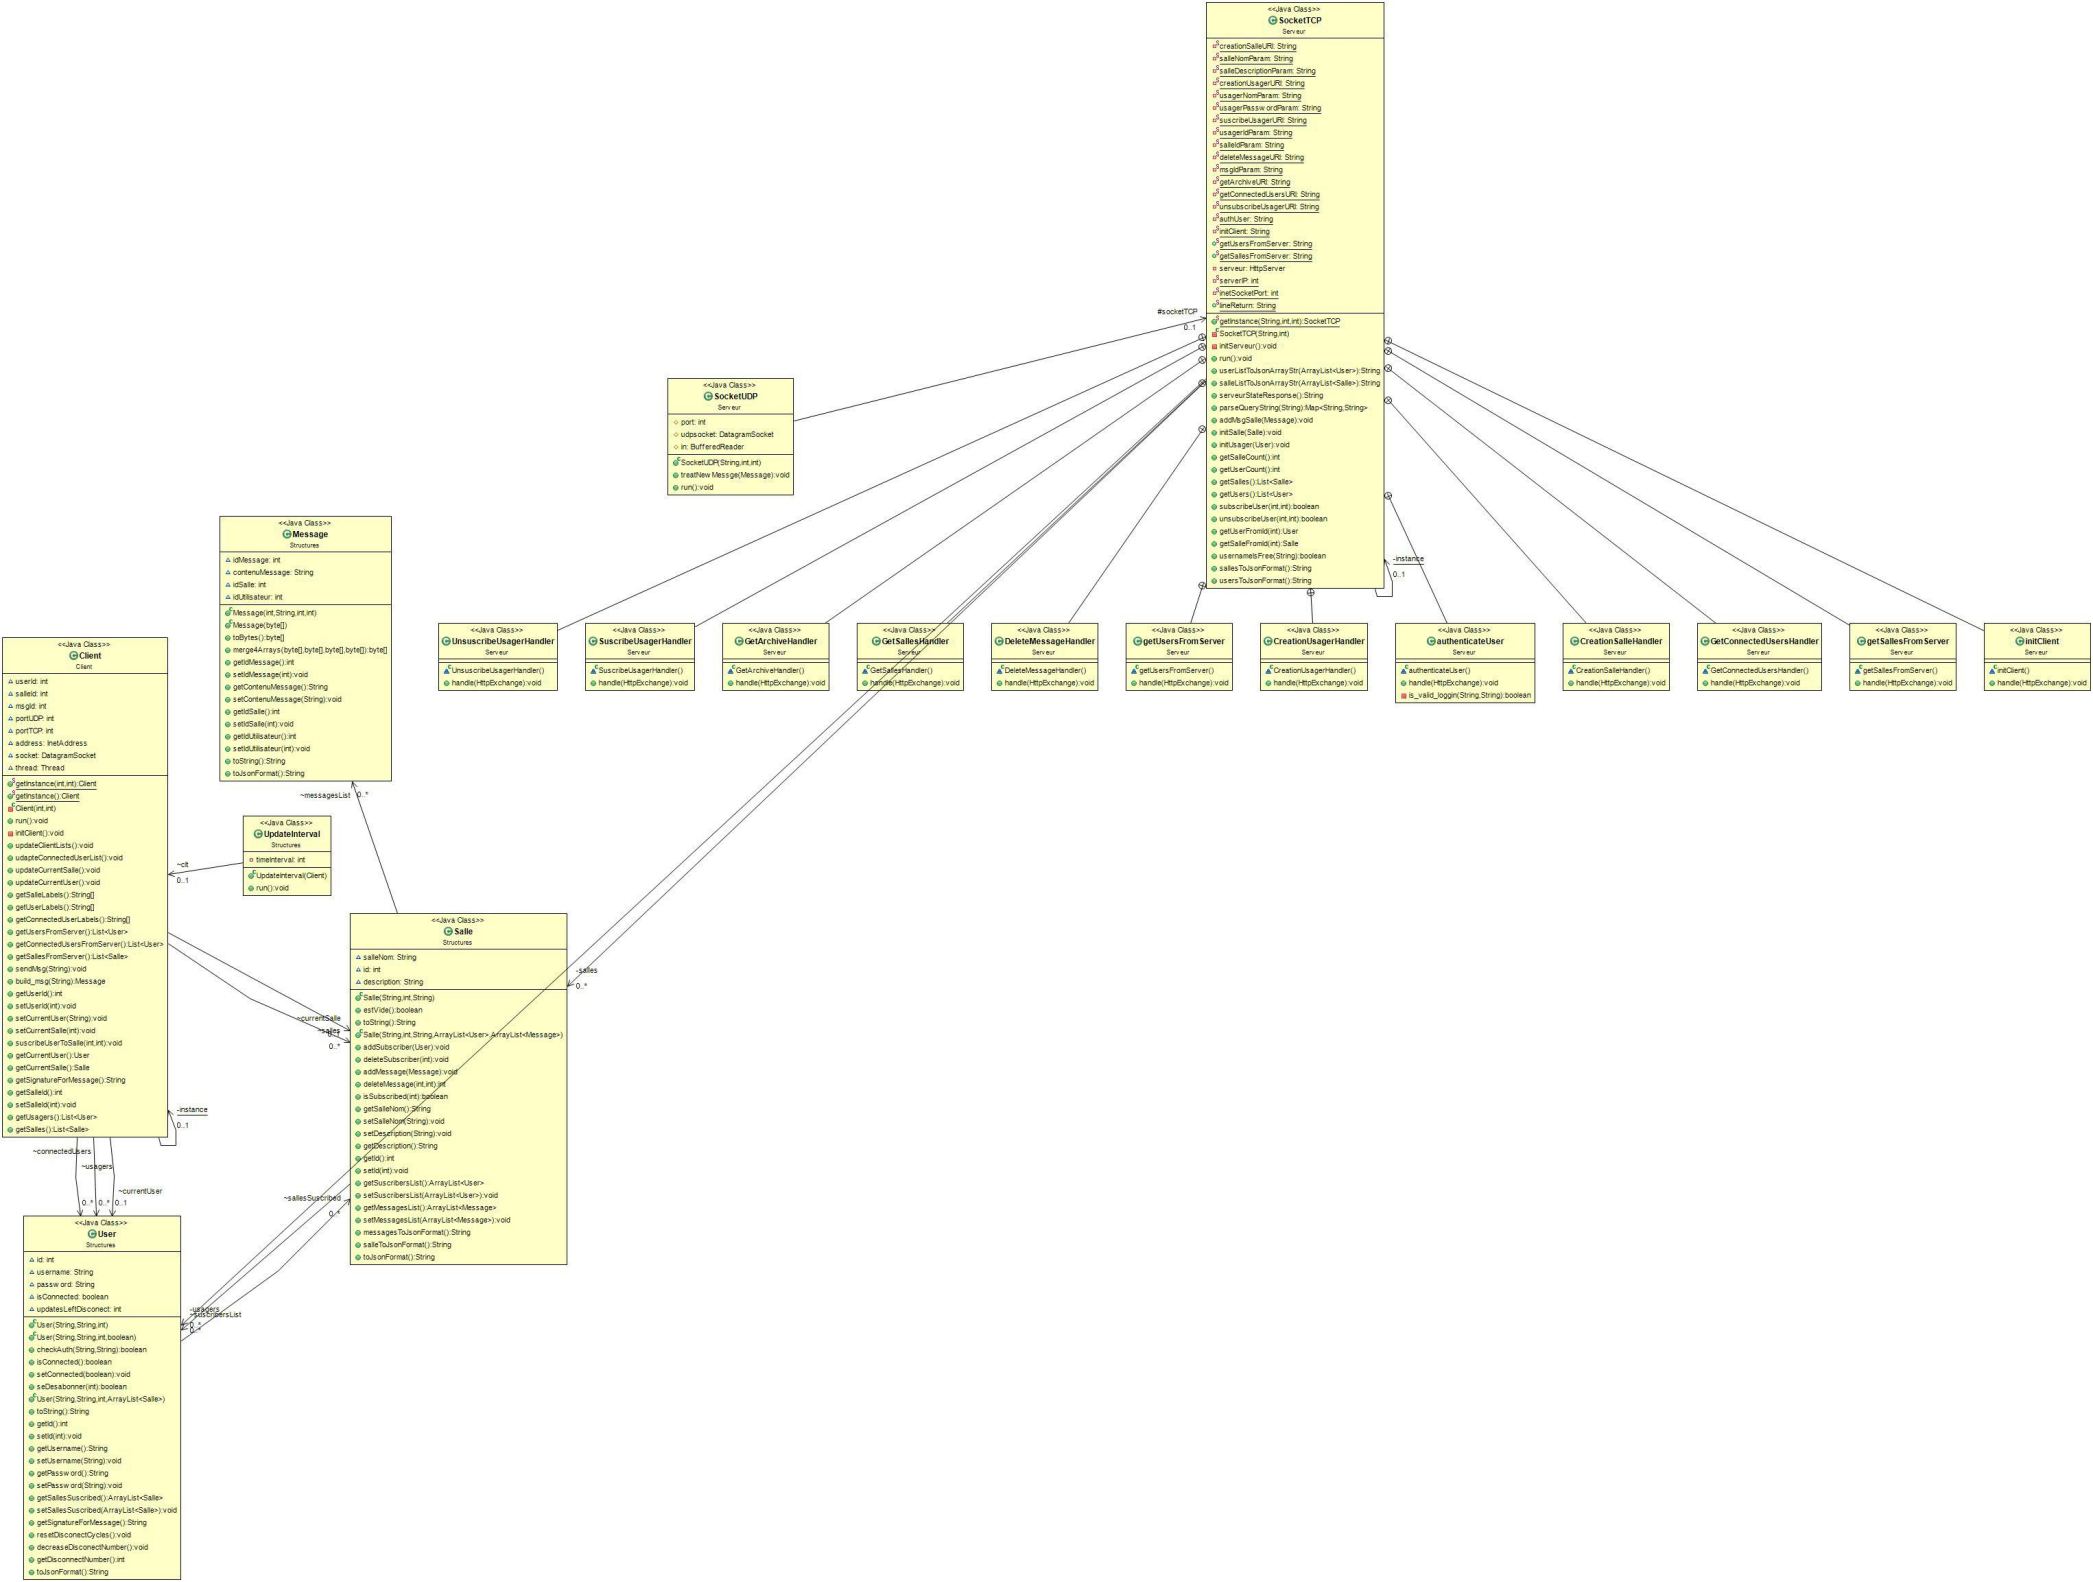 <<Java Class>>
SocketTCP
Serveur
creationSalleURI: String
salleNomParam: String
salleDescriptionParam: String
creationUsagerURI: String
usagerNomParam: String
usagerPassw ordParam: String
suscribeUsagerURI: String
usagerIdParam: String
salleIdParam: String
deleteMessageURI: String
msgIdParam: String
getArchiveURI: String
getConnectedUsersURI: String
unsubscribeUsagerURI: String
authUser: String
initClient: String
getUsersFromServer: String
getSallesFromServer: String
serveur: HttpServer
serverIP: int
inetSocketPort: int
lineReturn: String
getInstance(String,int,int):SocketTCP
SocketTCP(String,int)
initServeur():void
run():void
userListToJsonArrayStr(ArrayList<User>):String
salleListToJsonArrayStr(ArrayList<Salle>):String
serveurStateResponse():String
parseQueryString(String):Map<String,String>
addMsgSalle(Message):void
initSalle(Salle):void
initUsager(User):void
getSalleCount():int
getUserCount():int
getSalles():List<Salle>
getUsers():List<User>
subscribeUser(int,int):boolean
unsubscribeUser(int,int):boolean
getUserFromId(int):User
getSalleFromId(int):Salle
usernameIsFree(String):boolean
sallesToJsonFormat():String
usersToJsonFormat():String
-instance
0..1
#socketTCP
0..1
<<Java Class>>
SocketUDP
Serveur
port: int
udpsocket: DatagramSocket
in: BufferedReader
SocketUDP(String,int,int)
treatNew Messge(Message):void
run():void
<<Java Class>>
Message
Structures
idMessage: int
contenuMessage: String
idSalle: int
idUtilisateur: int
Message(int,String,int,int)
Message(byte[])
toBytes():byte[]
merge4Arrays(byte[],byte[],byte[],byte[]):byte[]
getIdMessage():int
setIdMessage(int):void
getContenuMessage():String
setContenuMessage(String):void
getIdSalle():int
setIdSalle(int):void
getIdUtilisateur():int
setIdUtilisateur(int):void
toString():String
toJsonFormat():String
~messagesList
0..*
<<Java Class>>
UnsuscribeUsagerHandler
Serveur
UnsuscribeUsagerHandler()
handle(HttpExchange):void
<<Java Class>>
SuscribeUsagerHandler
Serveur
SuscribeUsagerHandler()
handle(HttpExchange):void
<<Java Class>>
GetArchiveHandler
Serveur
GetArchiveHandler()
handle(HttpExchange):void
<<Java Class>>
GetSallesHandler
Serveur
GetSallesHandler()
handle(HttpExchange):void
<<Java Class>>
DeleteMessageHandler
Serveur
DeleteMessageHandler()
handle(HttpExchange):void
<<Java Class>>
getUsersFromServer
Serveur
getUsersFromServer()
handle(HttpExchange):void
<<Java Class>>
CreationUsagerHandler
Serveur
CreationUsagerHandler()
handle(HttpExchange):void
<<Java Class>>
authenticateUser
Serveur
authenticateUser()
handle(HttpExchange):void
is_valid_loggin(String,String):boolean
<<Java Class>>
CreationSalleHandler
Serveur
CreationSalleHandler()
handle(HttpExchange):void
<<Java Class>>
GetConnectedUsersHandler
Serveur
GetConnectedUsersHandler()
handle(HttpExchange):void
<<Java Class>>
getSallesFromServer
Serveur
getSallesFromServer()
handle(HttpExchange):void
<<Java Class>>
initClient
Serveur
initClient()
handle(HttpExchange):void
<<Java Class>>
Client
Client
userId: int
salleId: int
msgId: int
portUDP: int
portTCP: int
address: InetAddress
socket: DatagramSocket
thread: Thread
getInstance(int,int):Client
getInstance():Client
Client(int,int)
run():void
initClient():void
updateClientLists():void
udapteConnectedUserList():void
updateCurrentSalle():void
updateCurrentUser():void
getSalleLabels():String[]
getUserLabels():String[]
getConnectedUserLabels():String[]
getUsersFromServer():List<User>
getConnectedUsersFromServer():List<User>
getSallesFromServer():List<Salle>
sendMsg(String):void
build_msg(String):Message
getUserId():int
setUserId(int):void
setCurrentUser(String):void
setCurrentSalle(int):void
suscribeUserToSalle(int,int):void
getCurrentUser():User
getCurrentSalle():Salle
getSignatureForMessage():String
getSalleId():int
setSalleId(int):void
getUsagers():List<User>
getSalles():List<Salle>
-instance
0..1
<<Java Class>>
UpdateInterval
Structures
timeInterval: int
UpdateInterval(Client)
run():void
~clt
0..1
<<Java Class>>
Salle
Structures
salleNom: String
id: int
description: String
Salle(String,int,String)
estVide():boolean
toString():String
Salle(String,int,String,ArrayList<User>,ArrayList<Message>)
addSubscriber(User):void
deleteSubscriber(int):void
addMessage(Message):void
deleteMessage(int,int):int
isSubscribed(int):boolean
getSalleNom():String
setSalleNom(String):void
setDescription(String):void
getDescription():String
getId():int
setId(int):void
getSuscribersList():ArrayList<User>
setSuscribersList(ArrayList<User>):void
getMessagesList():ArrayList<Message>
setMessagesList(ArrayList<Message>):void
messagesToJsonFormat():String
salleToJsonFormat():String
toJsonFormat():String
-salles
0..*
~currentSalle
~salles
0..*
~sallesSuscribed
0..*
~connectedUsers
~usagers
~currentUser
0..*
0..*
0..1
<<Java Class>>
User
Structures
id: int
username: String
passw ord: String
isConnected: boolean
updatesLeftDisconect: int
User(String,String,int)
User(String,String,int,boolean)
checkAuth(String,String):boolean
isConnected():boolean
setConnected(boolean):void
seDesabonner(int):boolean
User(String,String,int,ArrayList<Salle>)
toString():String
getId():int
setId(int):void
getUsername():String
setUsername(String):void
getPassw ord():String
setPassw ord(String):void
getSallesSuscribed():ArrayList<Salle>
setSallesSuscribed(ArrayList<Salle>):void
getSignatureForMessage():String
resetDisconectCycles():void
decreaseDisconectNumber():void
getDisconnectNumber():int
toJsonFormat():String
-usagers
~suscribersList
0..*
0..*